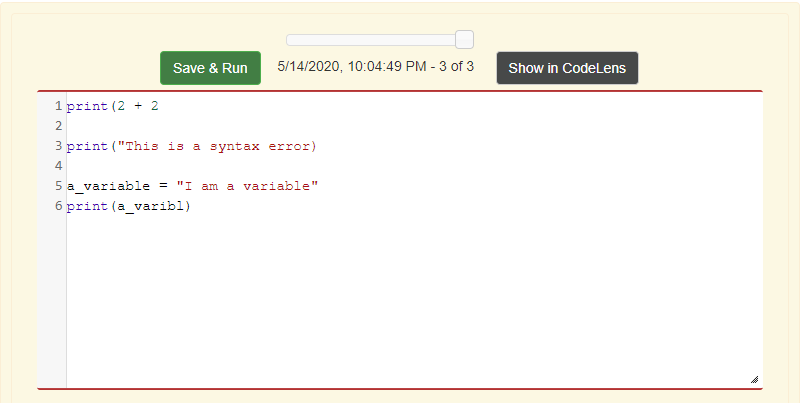 Save & Run 5/14/2020, 10:04:49 PM - 3 of 3 Show in CodeLens
1 print(2 + 2
2
3 print("This is a syntax error)
4
5 a_variable = "I am a variable"
6 print(a_varibl)